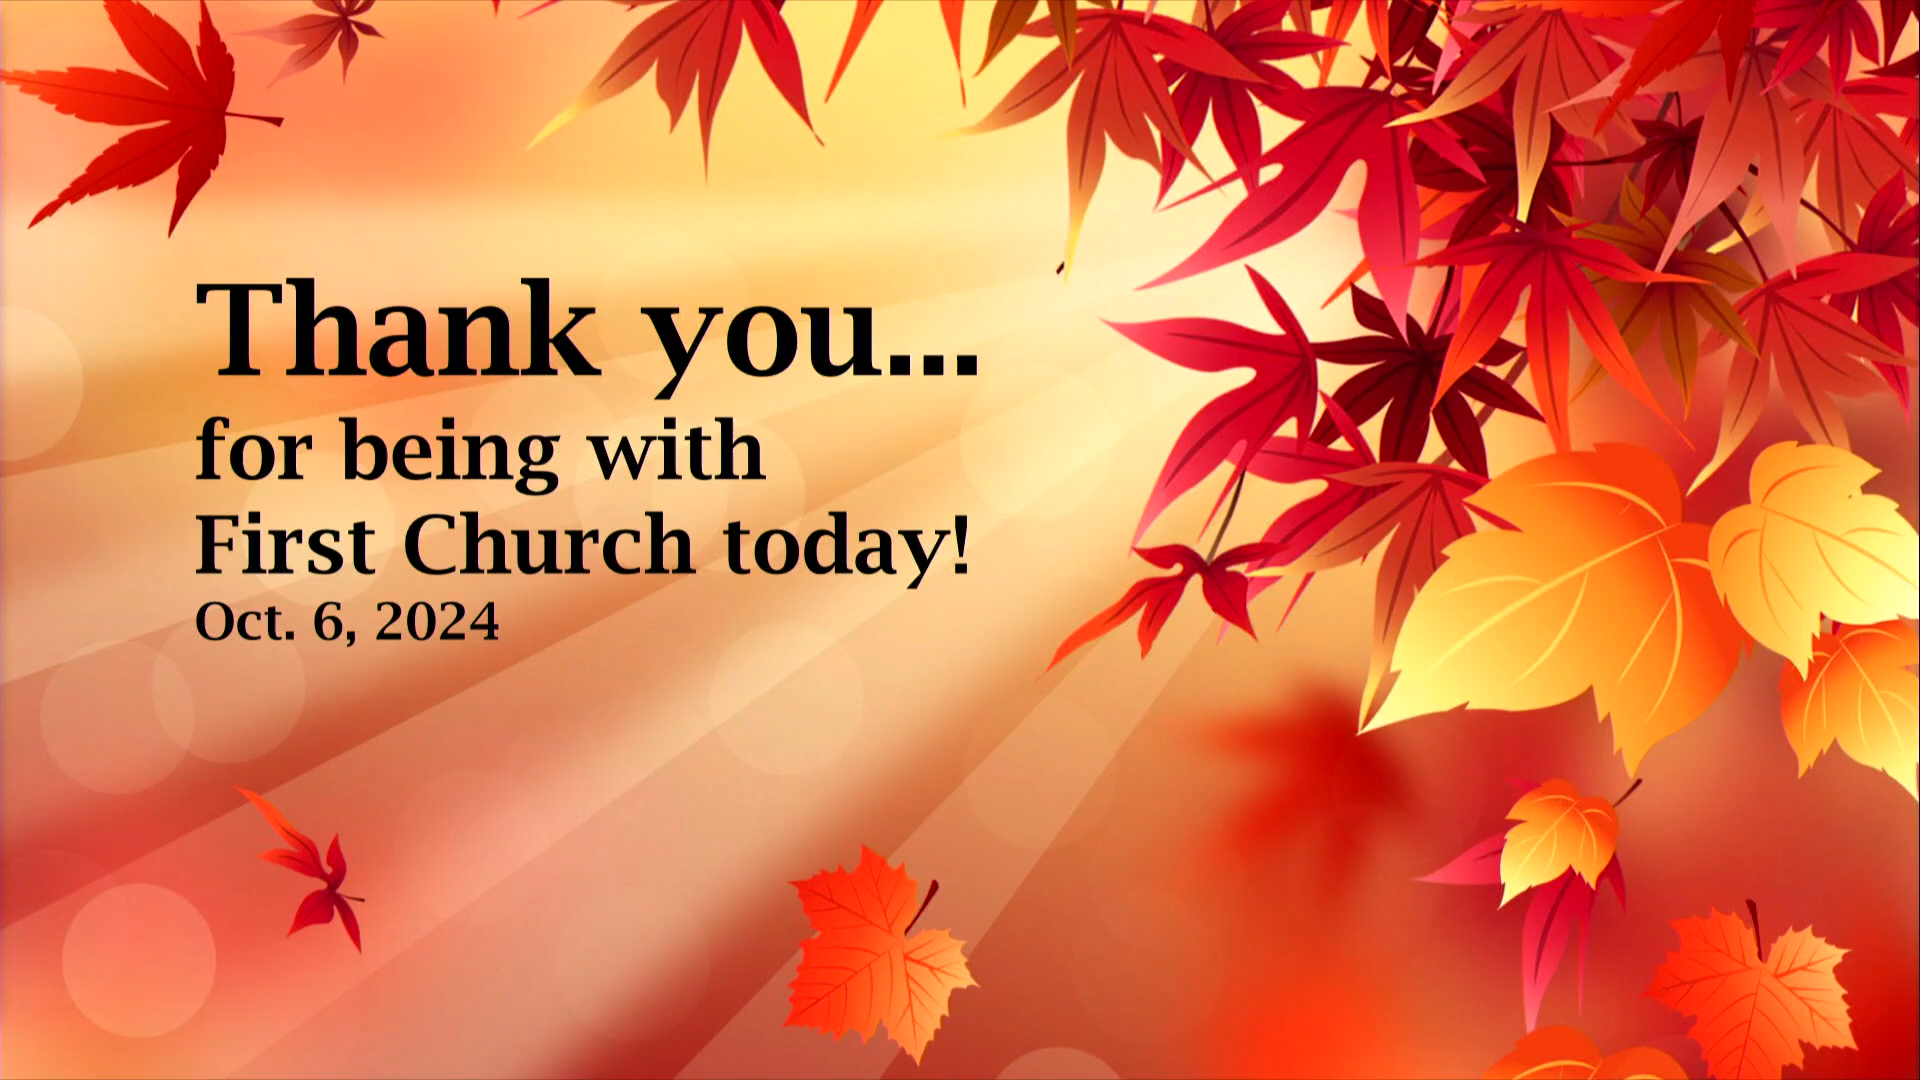 Thank you...
for being with
First Church today!
Oct. 6, 2024